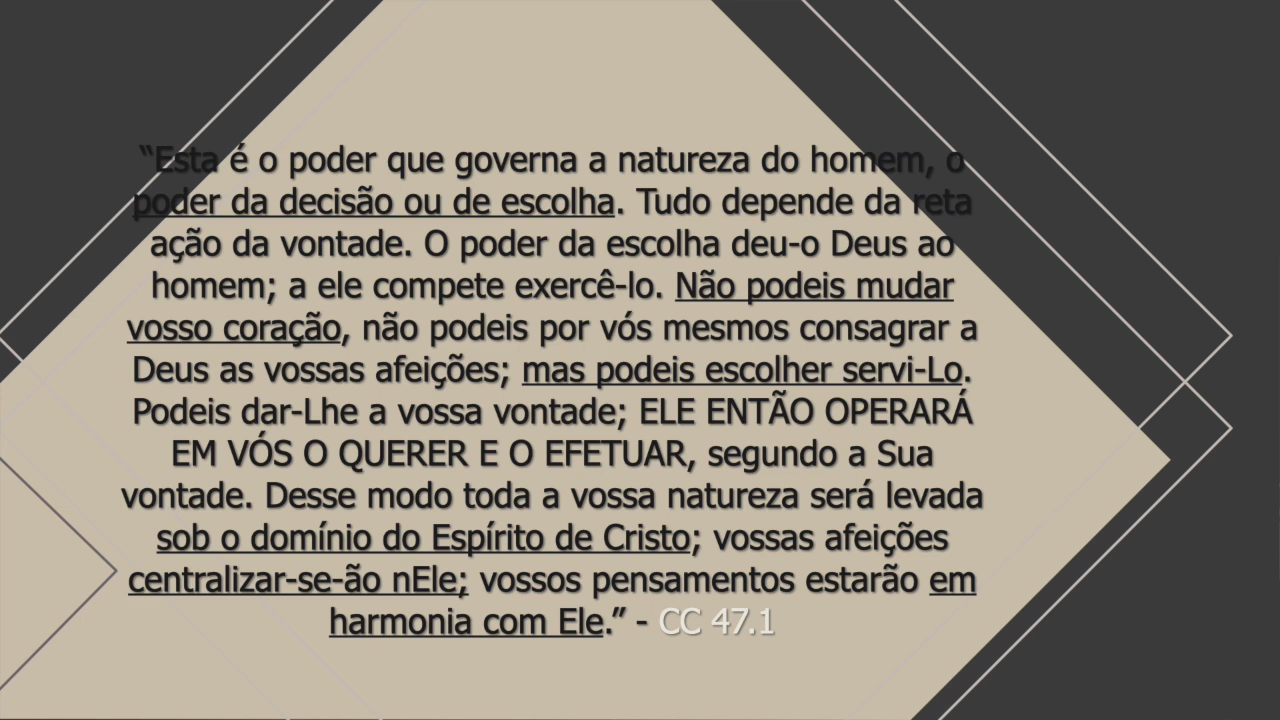 “Esta é o poder que governa a natureza do homem, o
poder da decisão ou de escolha. Tudo depende da reta
ação da vontade. O poder da escolha deu-o Deus ao
homem; a ele compete exercê-lo. Não podeis mudar
vosso coração, não podeis por vós mesmos consagrar a
Deus as vossas afeições; mas podeis escolher servi-Lo.
Podeis dar-Lhe a vossa vontade; ELE ENTÃO OPERARÁ
EM VÓS O QUERER E O EFETUAR, segundo a Sua
vontade. Desse modo toda a vossa natureza será levada
sob o domínio do Espírito de Cristo; vossas afeições
centralizar-se-ão nEle; vossos pensamentos estarão em
harmonia com Ele.” - CC 47.1